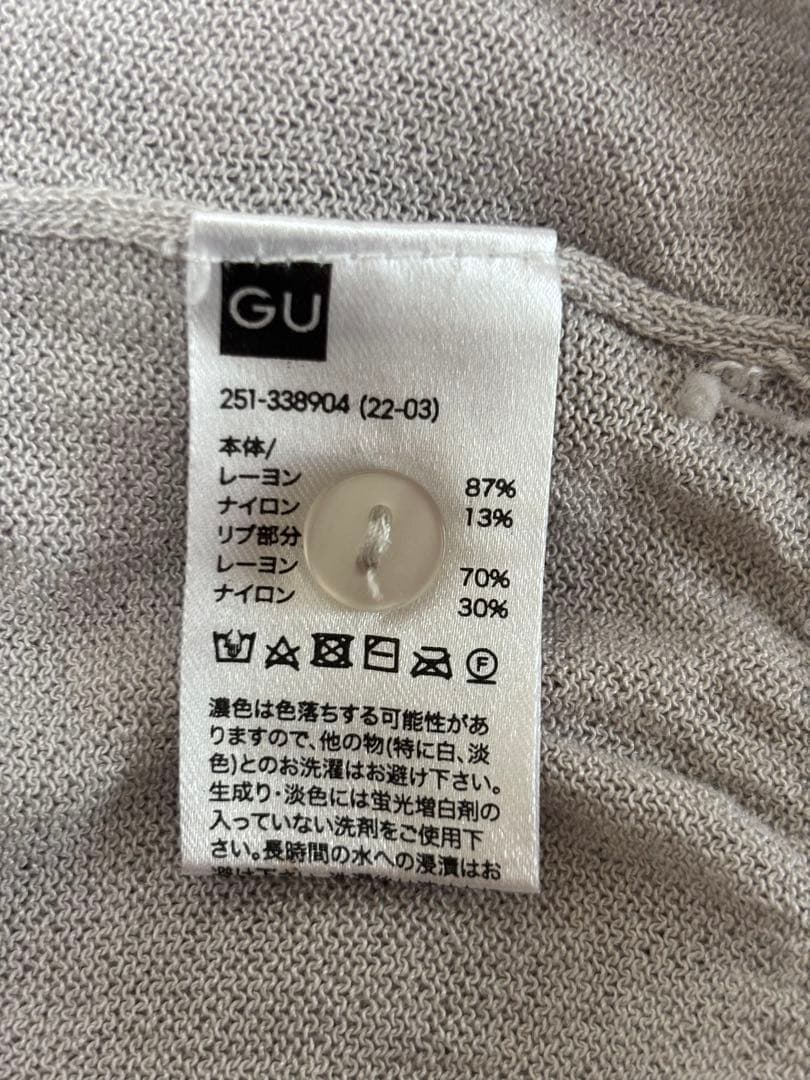 GU
251-338904 (22-03)
本体/
レーヨン 87%
ナイロン 13%
リブ部分
レーヨン 70%
ナイロン 30%
F
濃色は色落ちする可能性があ
りますので、他の物(特に白、淡
色)とのお洗濯はお避け下さい。
生成り・淡色には蛍光増白剤の
入っていない洗剤をご使用下
さい。長時間の水への浸漬はお
避け下さい